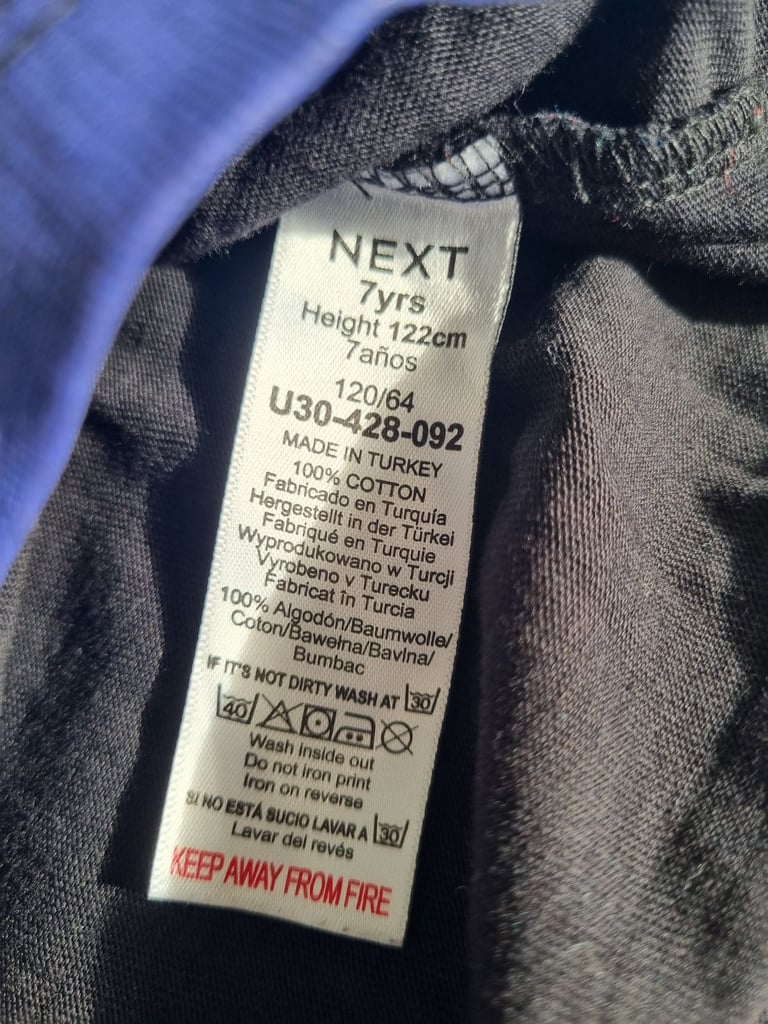 NEXT
7yrs
Height 122cm
7años
120/64
U30-428-092
MADE IN TURKEY
100% COTTON
Fabricado en Turquía
Hergestellt in der Türkei
Fabriqué en Turquie
Wyprodukowano w Turcji
Vyrobeno v Turecku
Fabricat în Turcia
100% Algodón/Baumwolle/
Coton/Bawełna/Bavlna/
Bumbac
IF IT'S NOT DIRTY WASH AT 30
40
Wash inside out
Do not iron print
Iron on reverse
SI NO ESTÁ SUCIO LAVAR A 30
Lavar del revés
KEEP AWAY FROM FIRE